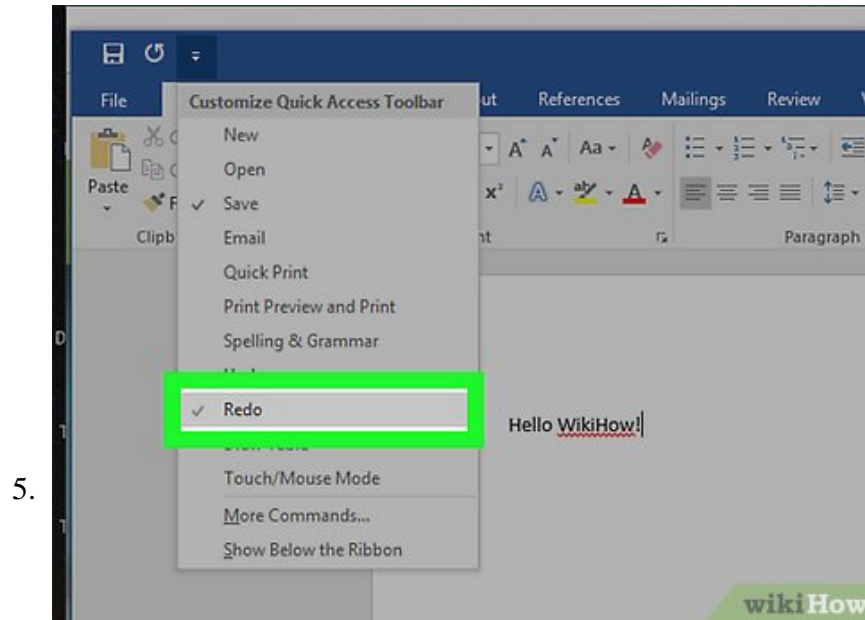 File
Customize Quick Access Toolbar
ut
References
Mailings
Review
New
Open
Paste
Save
Clipb
Email
nt
Paragraph
Quick Print
Print Preview and Print
Spelling & Grammar
Redo
Hello WikiHow!
Touch/Mouse Mode
5.
More Commands...
Show Below the Ribbon
wikiHow